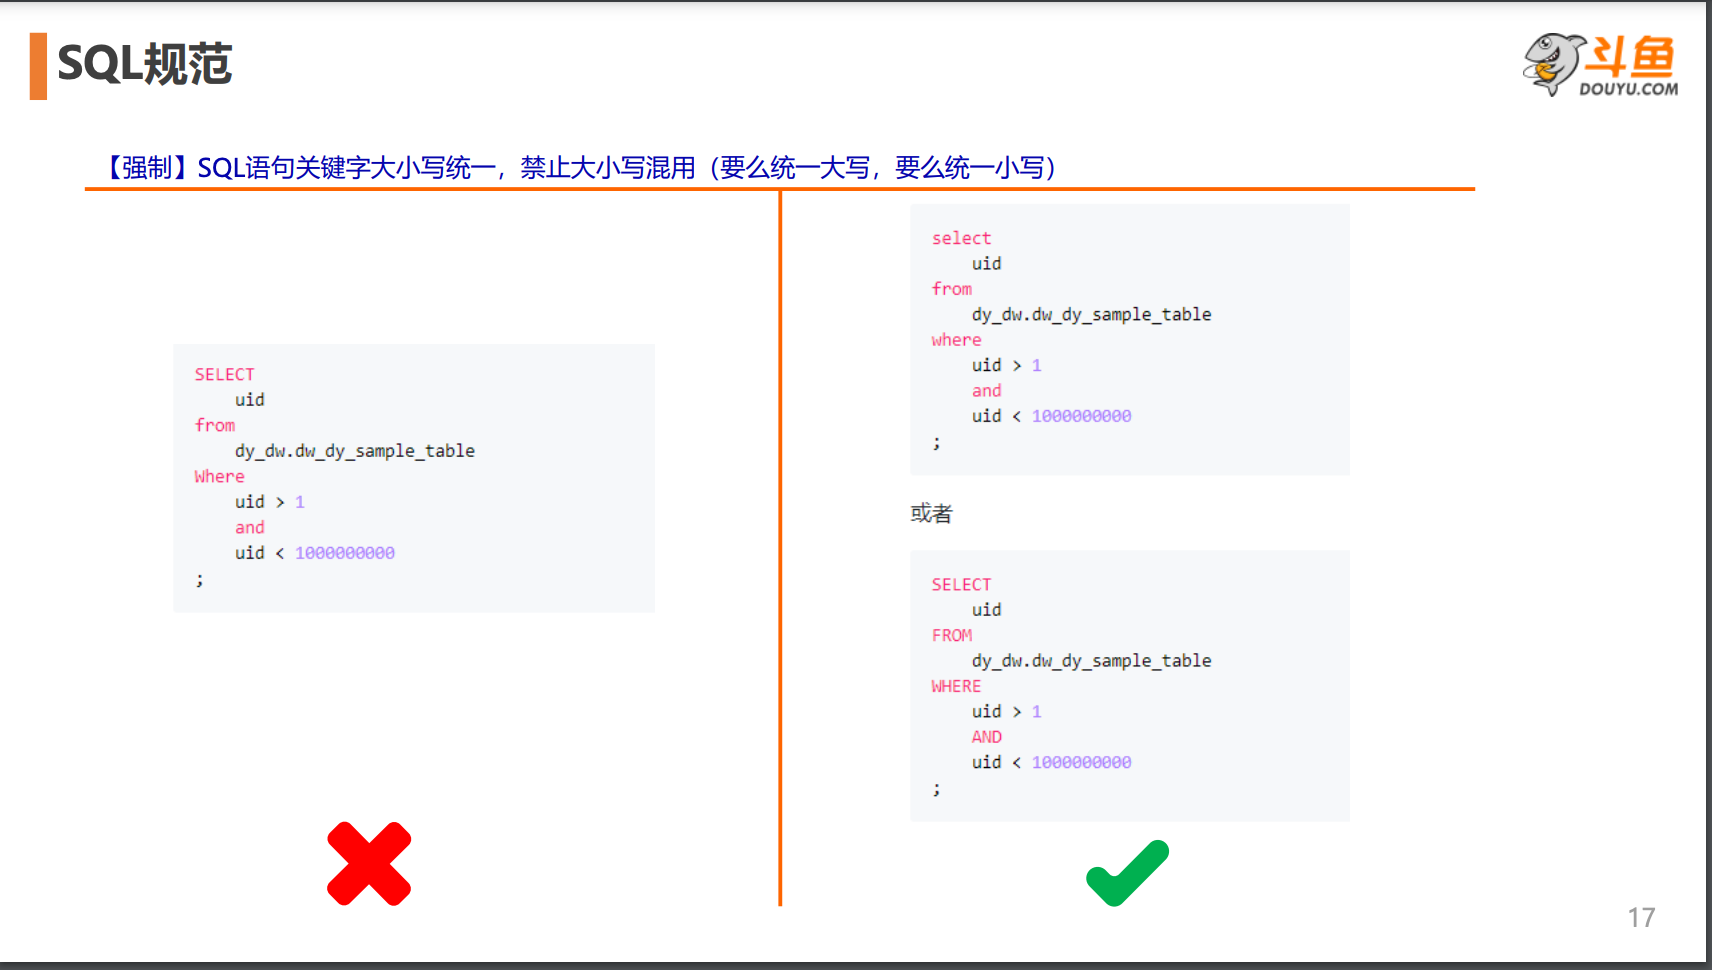 SQL规范
斗鱼
DOUYU.COM
【强制】SQL语句关键字大小写统一，禁止大小写混用（要么统一大写，要么统一小写）
SELECT
    uid
from
    dy_dw.dw_dy_sample_table
Where
    uid > 1
    and
    uid < 1000000000
;
select
    uid
from
    dy_dw.dw_dy_sample_table
where
    uid > 1
    and
    uid < 1000000000
;
或者
SELECT
    uid
FROM
    dy_dw.dw_dy_sample_table
WHERE
    uid > 1
    AND
    uid < 1000000000
;
17